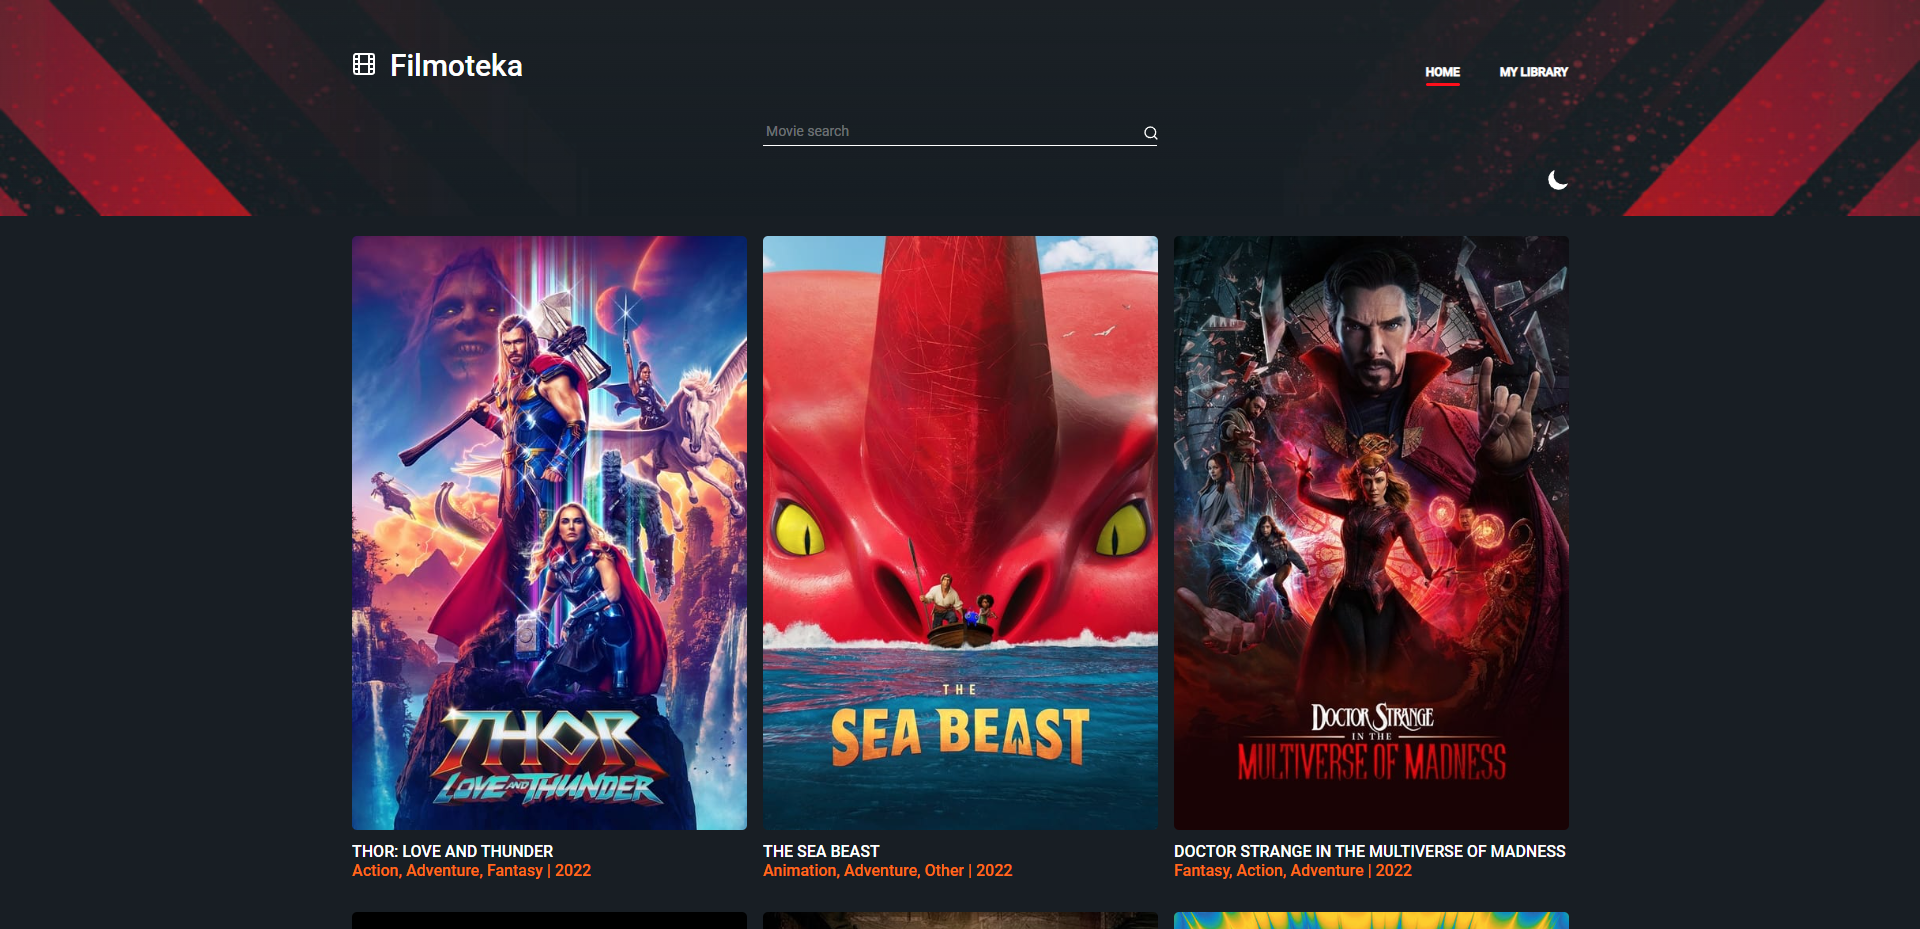 Filmoteka
HOME MY LIBRARY
Movie search
THOR
LOVE AND THUNDER
THE
SEA BEAST
DOCTOR STRANGE
IN THE
MULTIVERSE OF MADNESS
THOR: LOVE AND THUNDER
Action, Adventure, Fantasy | 2022
THE SEA BEAST
Animation, Adventure, Other | 2022
DOCTOR STRANGE IN THE MULTIVERSE OF MADNESS
Fantasy, Action, Adventure | 2022